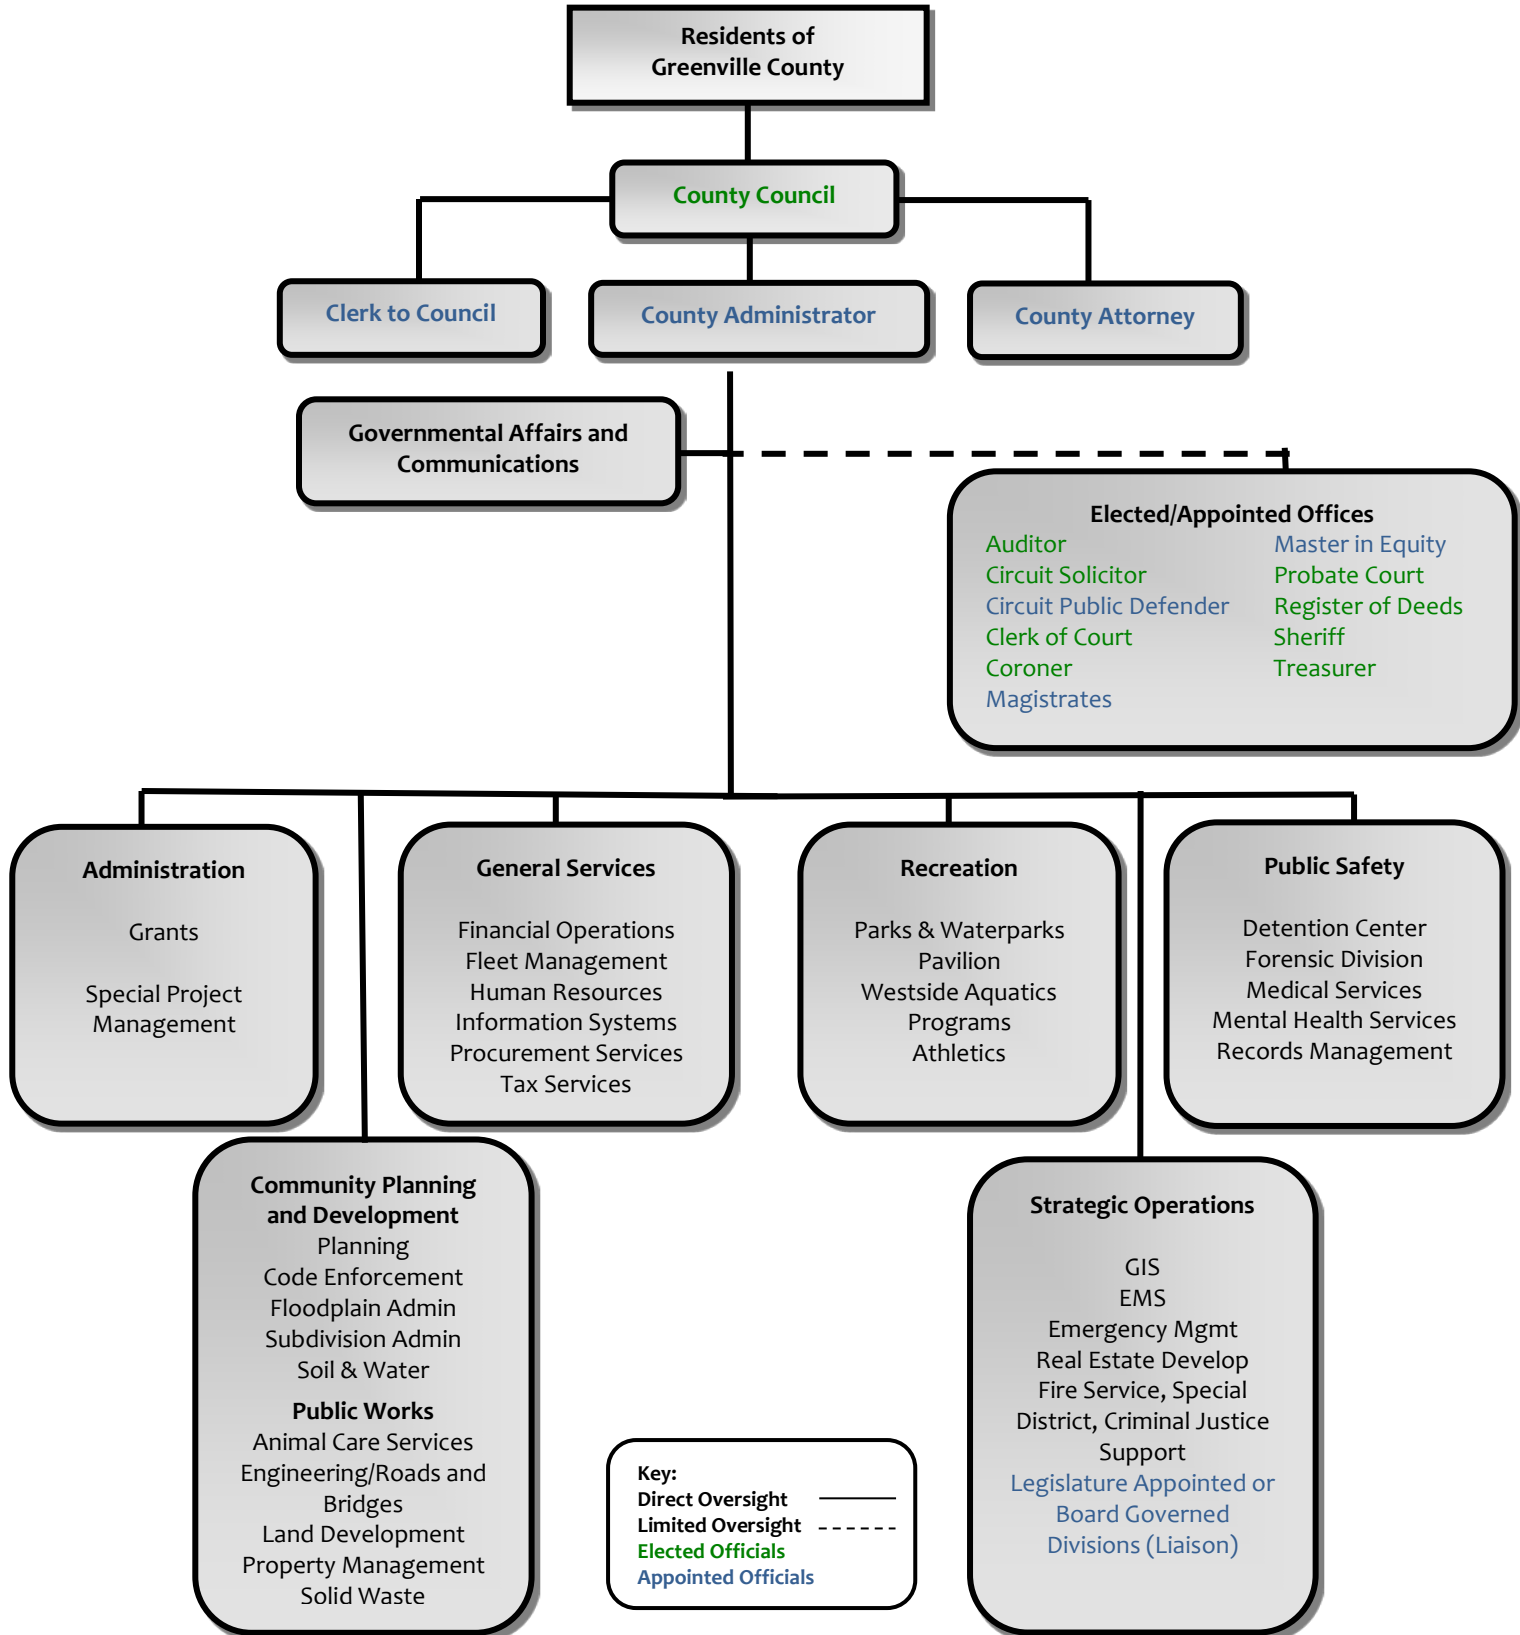 Residents of
Greenville County
County Council
Clerk to Council
County Administrator
County Attorney
Governmental Affairs and
Communications
Elected/Appointed Offices
Auditor
Master in Equity
Circuit Solicitor
Probate Court
Circuit Public Defender
Register of Deeds
Clerk of Court
Sheriff
Coroner
Treasurer
Magistrates
Administration
Grants
Special Project
Management
General Services
Financial Operations
Fleet Management
Human Resources
Information Systems
Procurement Services
Tax Services
Recreation
Parks & Waterparks
Pavilion
Westside Aquatics
Programs
Athletics
Public Safety
Detention Center
Forensic Division
Medical Services
Mental Health Services
Records Management
Community Planning
and Development
Planning
Code Enforcement
Floodplain Admin
Subdivision Admin
Soil & Water
Public Works
Animal Care Services
Engineering/Roads and
Bridges
Land Development
Property Management
Solid Waste
Strategic Operations
GIS
EMS
Emergency Mgmt
Real Estate Develop
Fire Service, Special
District, Criminal Justice
Support
Legislature Appointed or
Board Governed
Divisions (Liaison)
Key:
Direct Oversight
Limited Oversight
Elected Officials
Appointed Officials